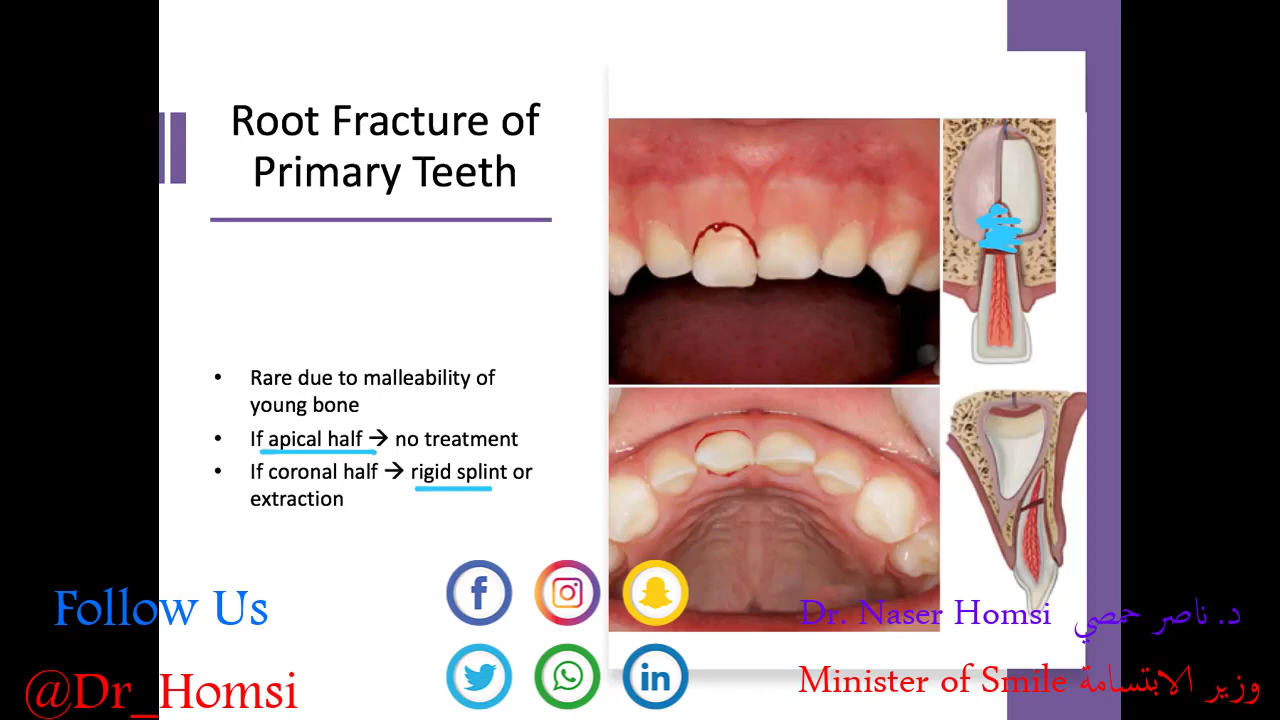 Root Fracture of
Primary Teeth
• Rare due to malleability of
young bone
• If apical half → no treatment
• If coronal half → rigid splint or
extraction
Follow Us
@Dr_Homsi
f
in
Dr. Naser Homsi د. ناصر حمصي
Minister of Smile وزير الابتسامة